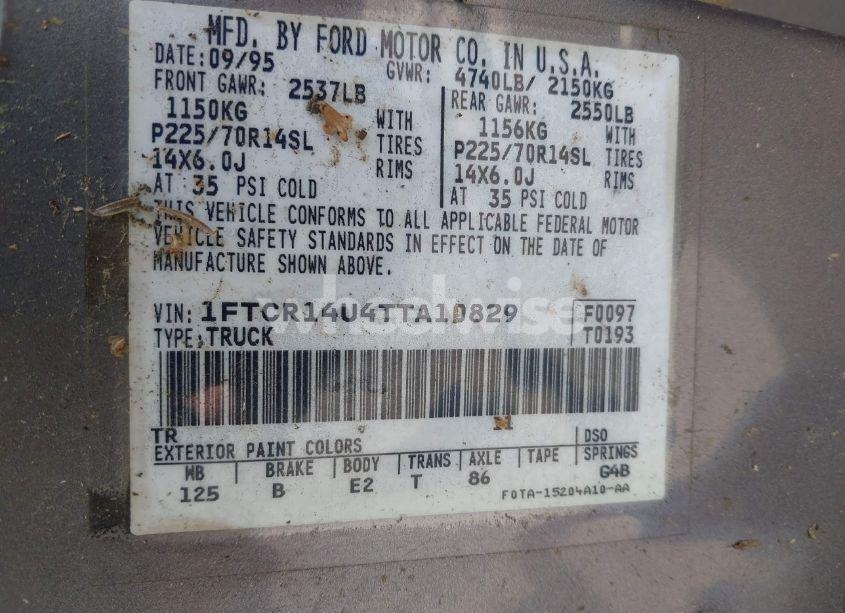 MFD. BY FORD MOTOR CO. IN U.S.A.
DATE: 09/95 GVWR: 4740LB/ 2150KG
FRONT GAWR: 2537LB REAR GAWR: 2550LB
1150KG WITH 1156KG WITH
P225/70R14SL TIRES P225/70R14SL TIRES
14X6.0J RIMS 14X6.0J RIMS
AT 35 PSI COLD AT 35 PSI COLD
THIS VEHICLE CONFORMS TO ALL APPLICABLE FEDERAL MOTOR
VEHICLE SAFETY STANDARDS IN EFFECT ON THE DATE OF
MANUFACTURE SHOWN ABOVE.
VIN: 1FTCR14U4TTA1D829 F0097
TYPE: TRUCK T0193
wheelwise
11
TR DSO
EXTERIOR PAINT COLORS
WB BRAKE BODY TRANS AXLE TAPE SPRINGS
125 B E2 T 86 G4B
F0TA-15204A10-AA